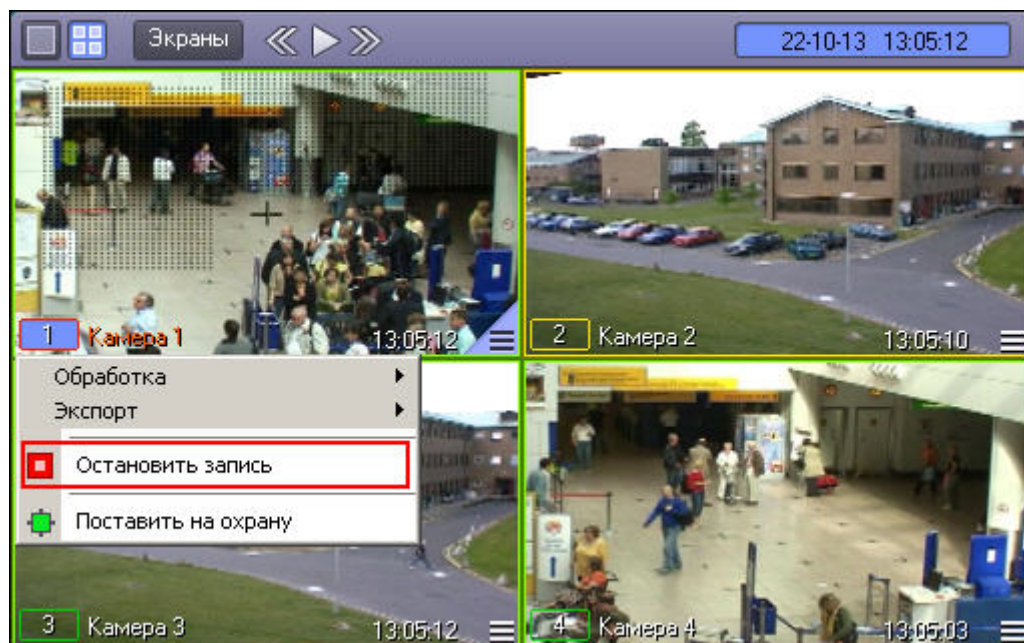 Экраны
22-10-13 13:05:12
1 Камера 1 13:05:12
2 Камера 2 13:05:10
Обработка
Экспорт
Остановить запись
Поставить на охрану
3 Камера 3 13:05:12
4 Камера 4 13:05:03